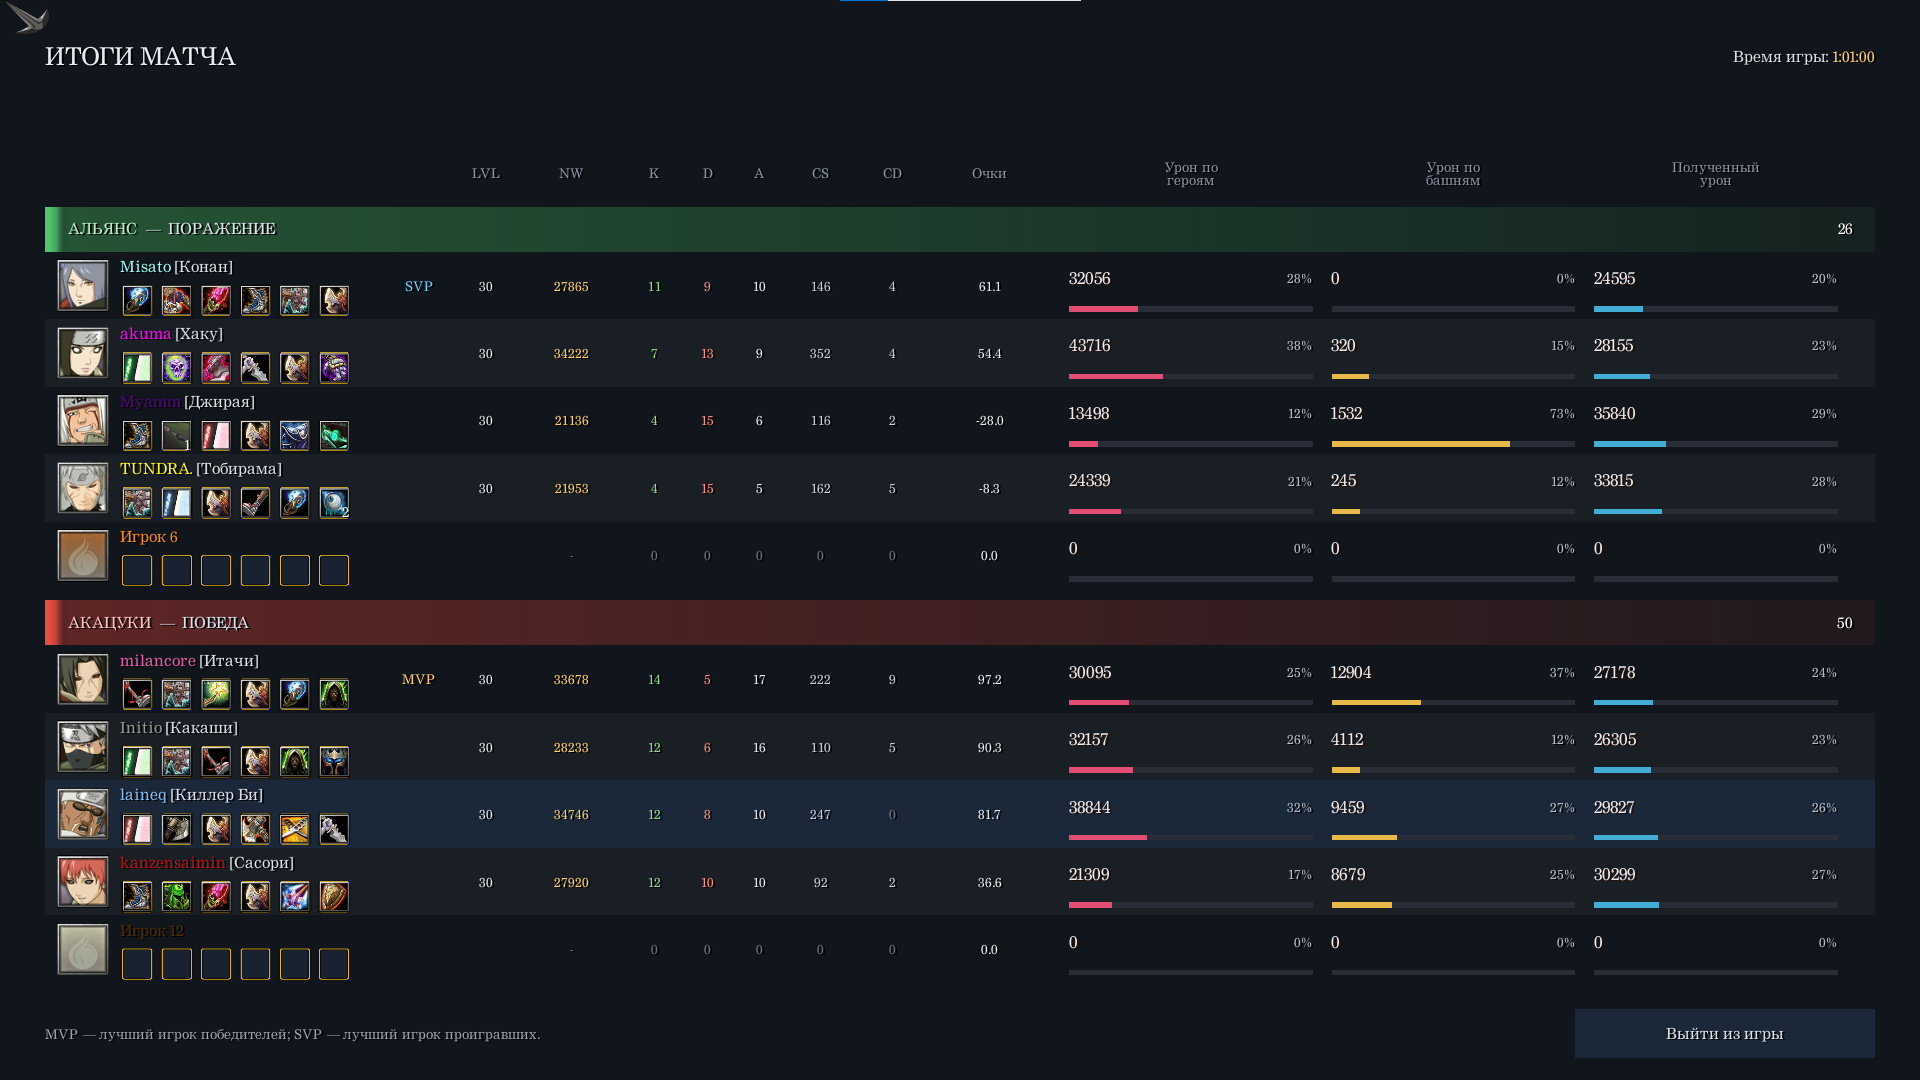 ИТОГИ МАТЧА
Время игры: 1:01:00
LVL NW K D A CS CD Очки Урон по героям Урон по башням Полученный урон
АЛЬЯНС — ПОРАЖЕНИЕ 26
Misato [Конан] SVP 30 27865 11 9 10 146 4 61.1 32056 28% 0 0% 24595 20%
akuma [Хаку] 30 34222 7 13 9 352 4 54.4 43716 38% 320 15% 28155 23%
Myamm [Джирая] 1 30 21136 4 15 6 116 2 -28.0 13498 12% 1532 73% 35840 29%
TUNDRA. [Тобирама] 2 30 21953 4 15 5 162 5 -8.3 24339 21% 245 12% 33815 28%
Игрок 6 - 0 0 0 0 0 0.0 0 0% 0 0% 0 0%
АКАЦУКИ — ПОБЕДА 50
milancore [Итачи] MVP 30 33678 14 5 17 222 9 97.2 30095 25% 12904 37% 27178 24%
Initio [Какаши] 30 28233 12 6 16 110 5 90.3 32157 26% 4112 12% 26305 23%
laineq [Киллер Би] 30 34746 12 8 10 247 0 81.7 38844 32% 9459 27% 29827 26%
kanzensaimin [Сасори] 30 27920 12 10 10 92 2 36.6 21309 17% 8679 25% 30299 27%
Игрок 12 - 0 0 0 0 0 0.0 0 0% 0 0% 0 0%
MVP — лучший игрок победителей; SVP — лучший игрок проигравших.
Выйти из игры